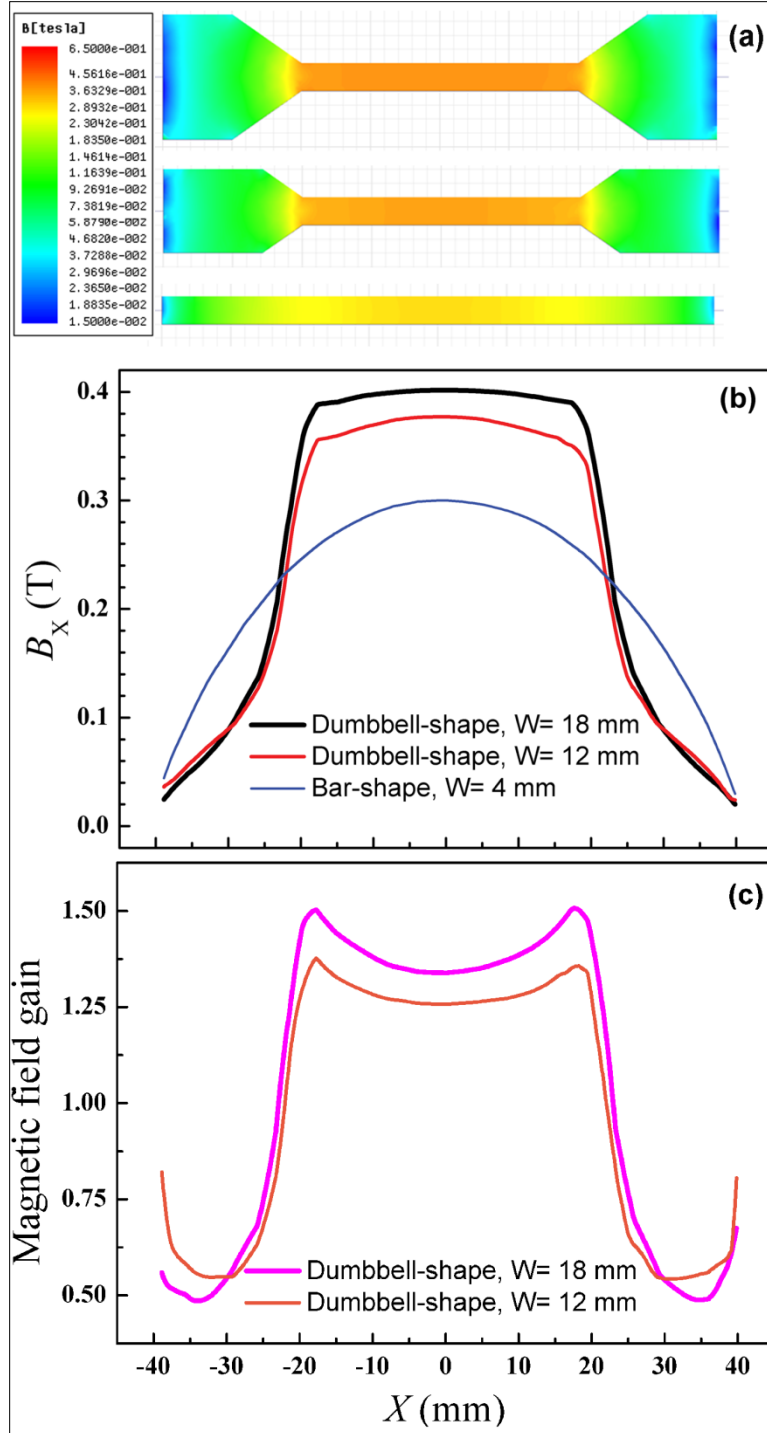 B[tesla]
6.5000e-001
4.5616e-001
3.6329e-001
2.8932e-001
2.3042e-001
1.8350e-001
1.4614e-001
1.1639e-001
9.2691e-002
7.3819e-002
5.8790e-002
4.6820e-002
3.7288e-002
2.9696e-002
1.8835e-002
1.5000e-002
(a)
(b)
0.4
0.3
0.2
0.1
0.0
B_X (T)
Dumbbell-shape, W= 18 mm
Dumbbell-shape, W= 12 mm
Bar-shape, W= 4 mm
(c)
1.50
1.25
1.00
0.75
0.50
Magnetic field gain
Dumbbell-shape, W= 18 mm
Dumbbell-shape, W= 12 mm
-40 -30 -20 -10 0 10 20 30 40
X (mm)